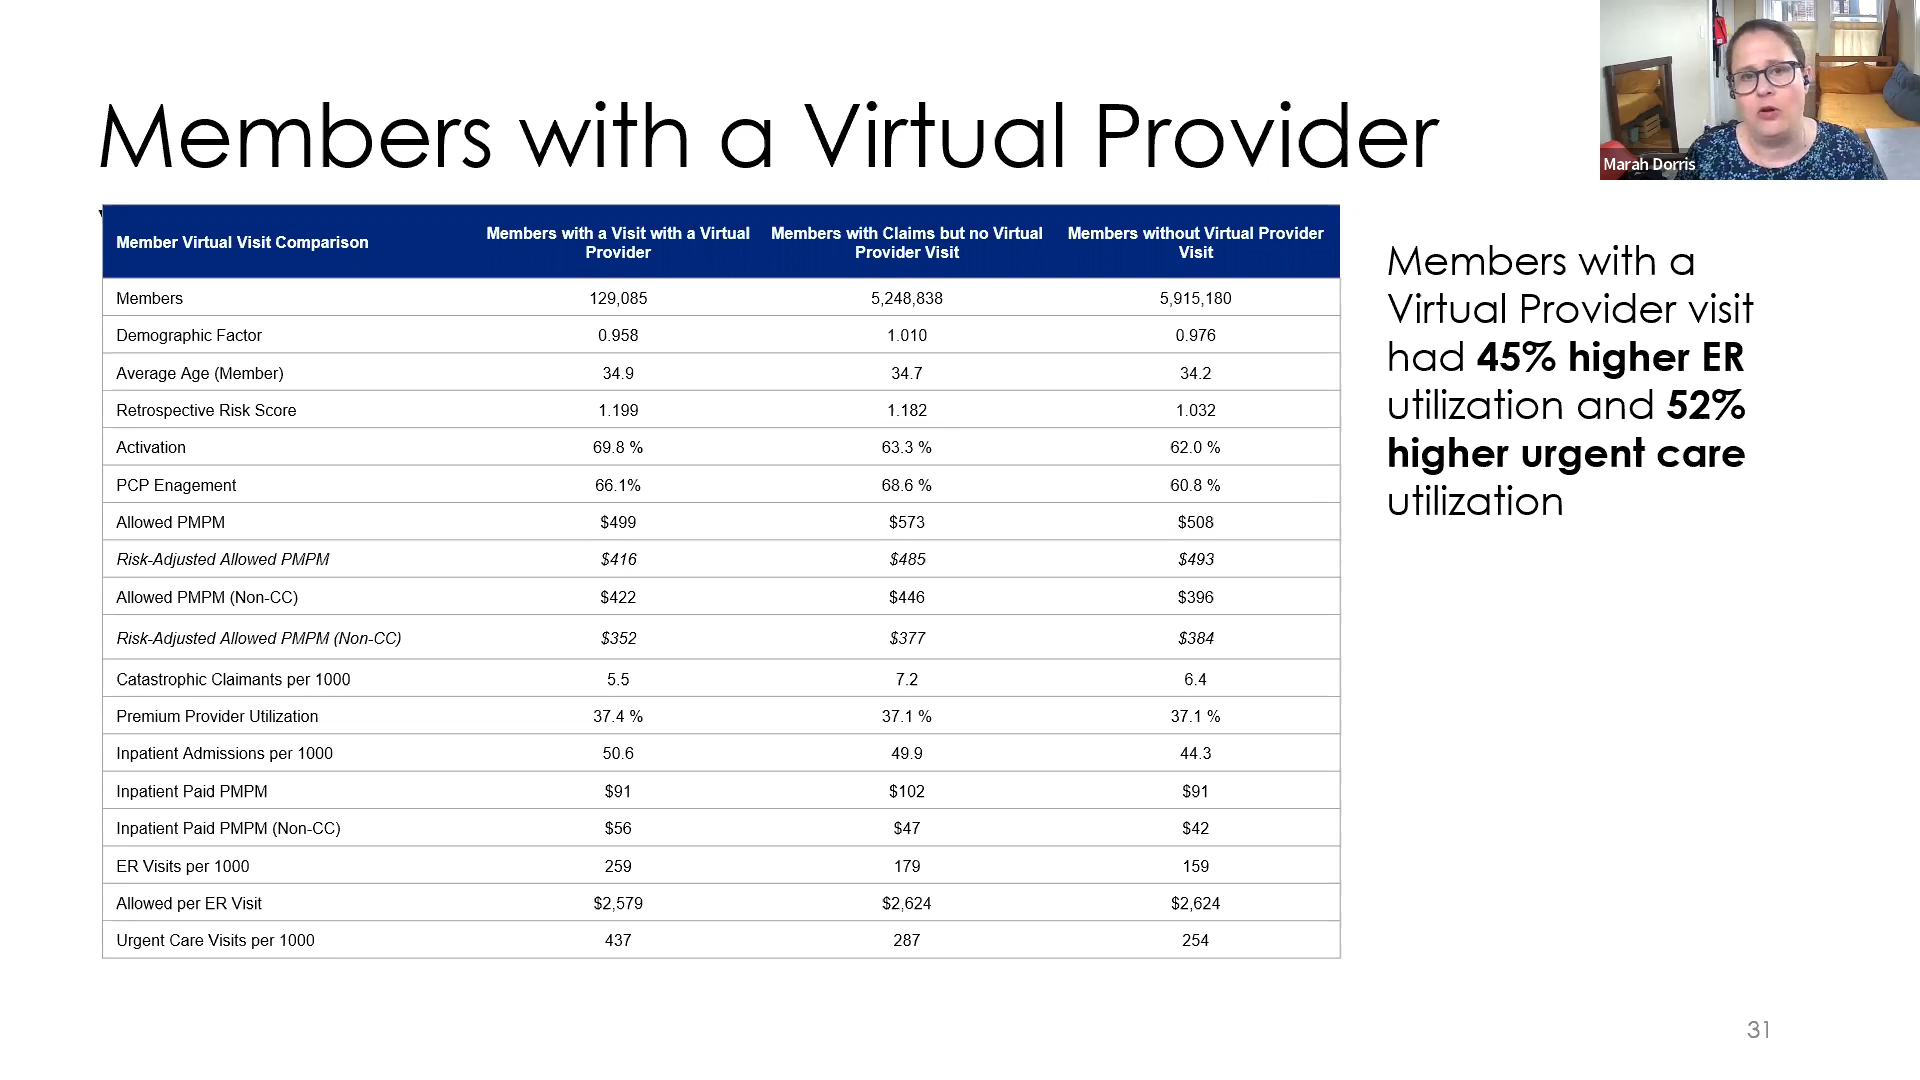 Members with a Virtual Provider
Marah Dorris
Member Virtual Visit Comparison
Members with a Visit with a Virtual
Provider
Members with Claims but no Virtual
Provider Visit
Members without Virtual Provider
Visit
Members 129,085 5,248,838 5,915,180
Demographic Factor 0.958 1.010 0.976
Average Age (Member) 34.9 34.7 34.2
Retrospective Risk Score 1.199 1.182 1.032
Activation 69.8 % 63.3 % 62.0 %
PCP Enagement 66.1% 68.6 % 60.8 %
Allowed PMPM $499 $573 $508
Risk-Adjusted Allowed PMPM $416 $485 $493
Allowed PMPM (Non-CC) $422 $446 $396
Risk-Adjusted Allowed PMPM (Non-CC) $352 $377 $384
Catastrophic Claimants per 1000 5.5 7.2 6.4
Premium Provider Utilization 37.4 % 37.1 % 37.1 %
Inpatient Admissions per 1000 50.6 49.9 44.3
Inpatient Paid PMPM $91 $102 $91
Inpatient Paid PMPM (Non-CC) $56 $47 $42
ER Visits per 1000 259 179 159
Allowed per ER Visit $2,579 $2,624 $2,624
Urgent Care Visits per 1000 437 287 254
Members with a
Virtual Provider visit
had 45% higher ER
utilization and 52%
higher urgent care
utilization
31